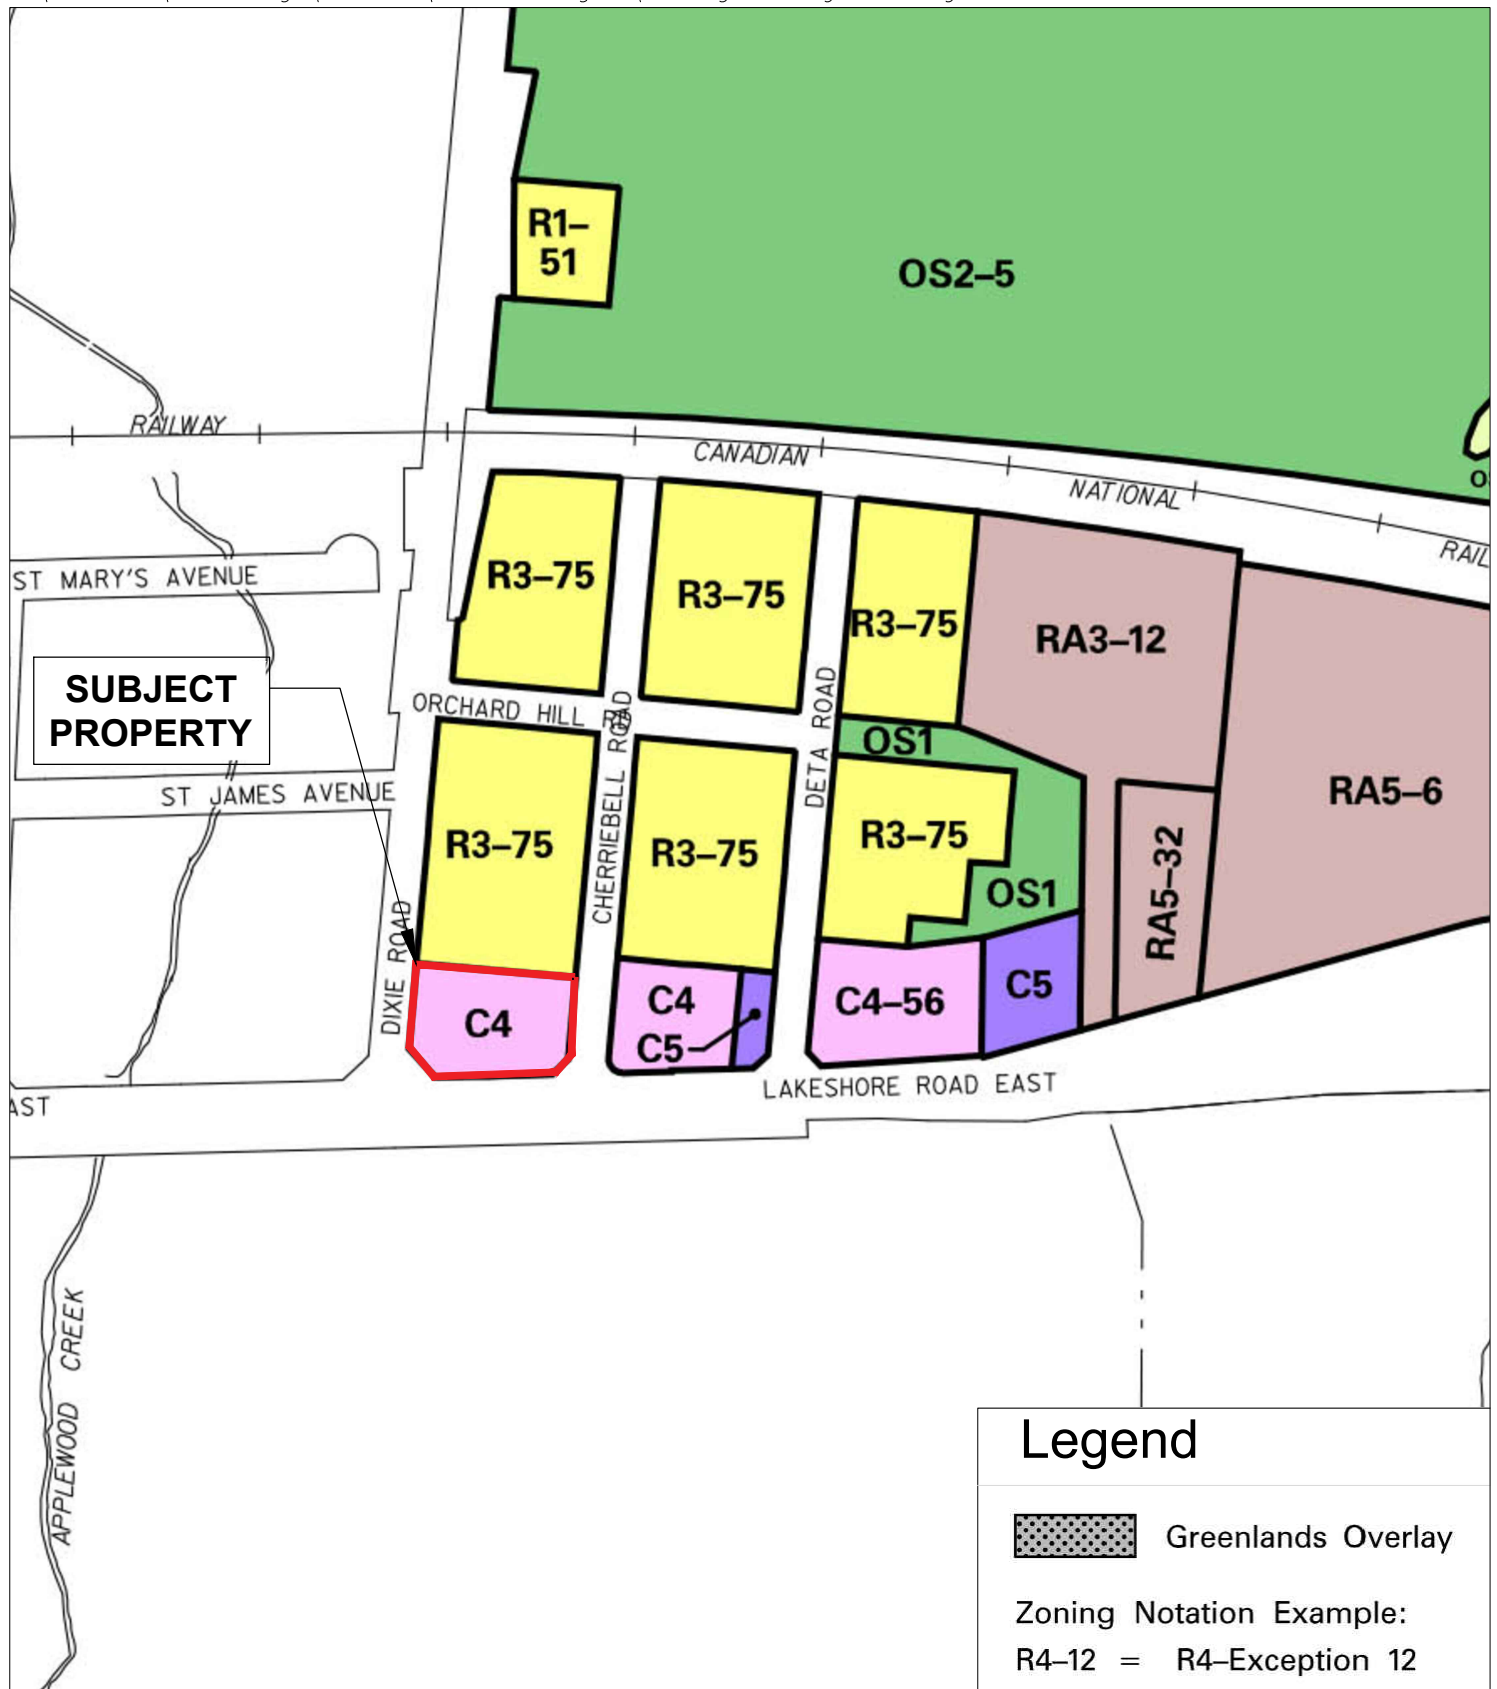 R1–
51
OS2–5
RAILWAY
CANADIAN
NATIONAL
RAIL
ST MARY'S AVENUE
R3–75
R3–75
R3–75
RA3–12
SUBJECT
PROPERTY
ORCHARD HILL RD
OS1
ST JAMES AVENUE
DIXIE ROAD
CHERRIEBELL ROAD
DETA ROAD
R3–75
R3–75
R3–75
OS1
RA5–32
RA5–6
C4
C4
C5
C4–56
C5
LAKESHORE ROAD EAST
AST
APPLEWOOD CREEK
Legend
Greenlands Overlay
Zoning Notation Example:
R4–12 = R4–Exception 12